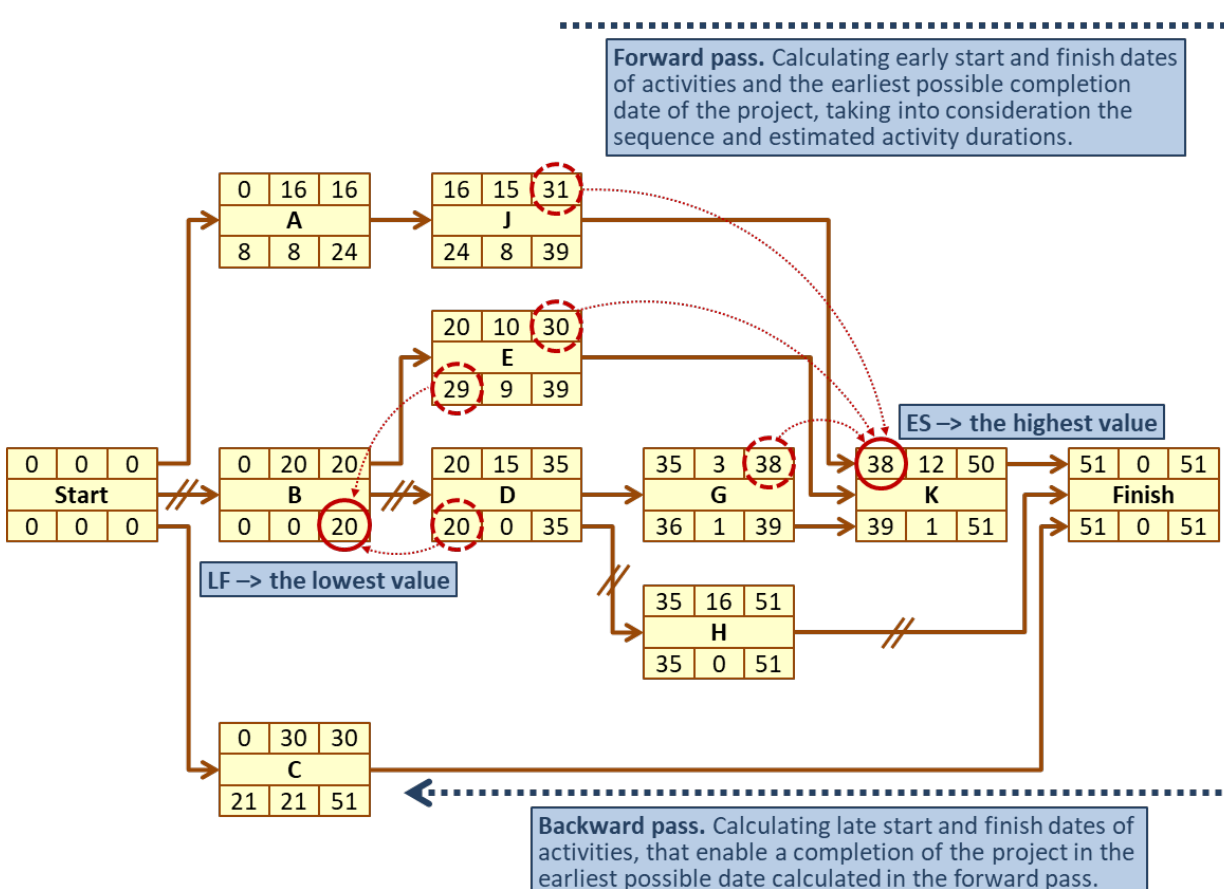 Forward pass. Calculating early start and finish dates
of activities and the earliest possible completion
date of the project, taking into consideration the
sequence and estimated activity durations.
0 16 16
A
8 8 24
16 15 31
J
24 8 39
20 10 30
E
29 9 39
ES –> the highest value
0 0 0
Start
0 0 0
0 20 20
B
0 0 20
20 15 35
D
20 0 35
35 3 38
G
36 1 39
38 12 50
K
39 1 51
51 0 51
Finish
51 0 51
LF –> the lowest value
35 16 51
H
35 0 51
0 30 30
C
21 21 51
Backward pass. Calculating late start and finish dates of
activities, that enable a completion of the project in the
earliest possible date calculated in the forward pass.